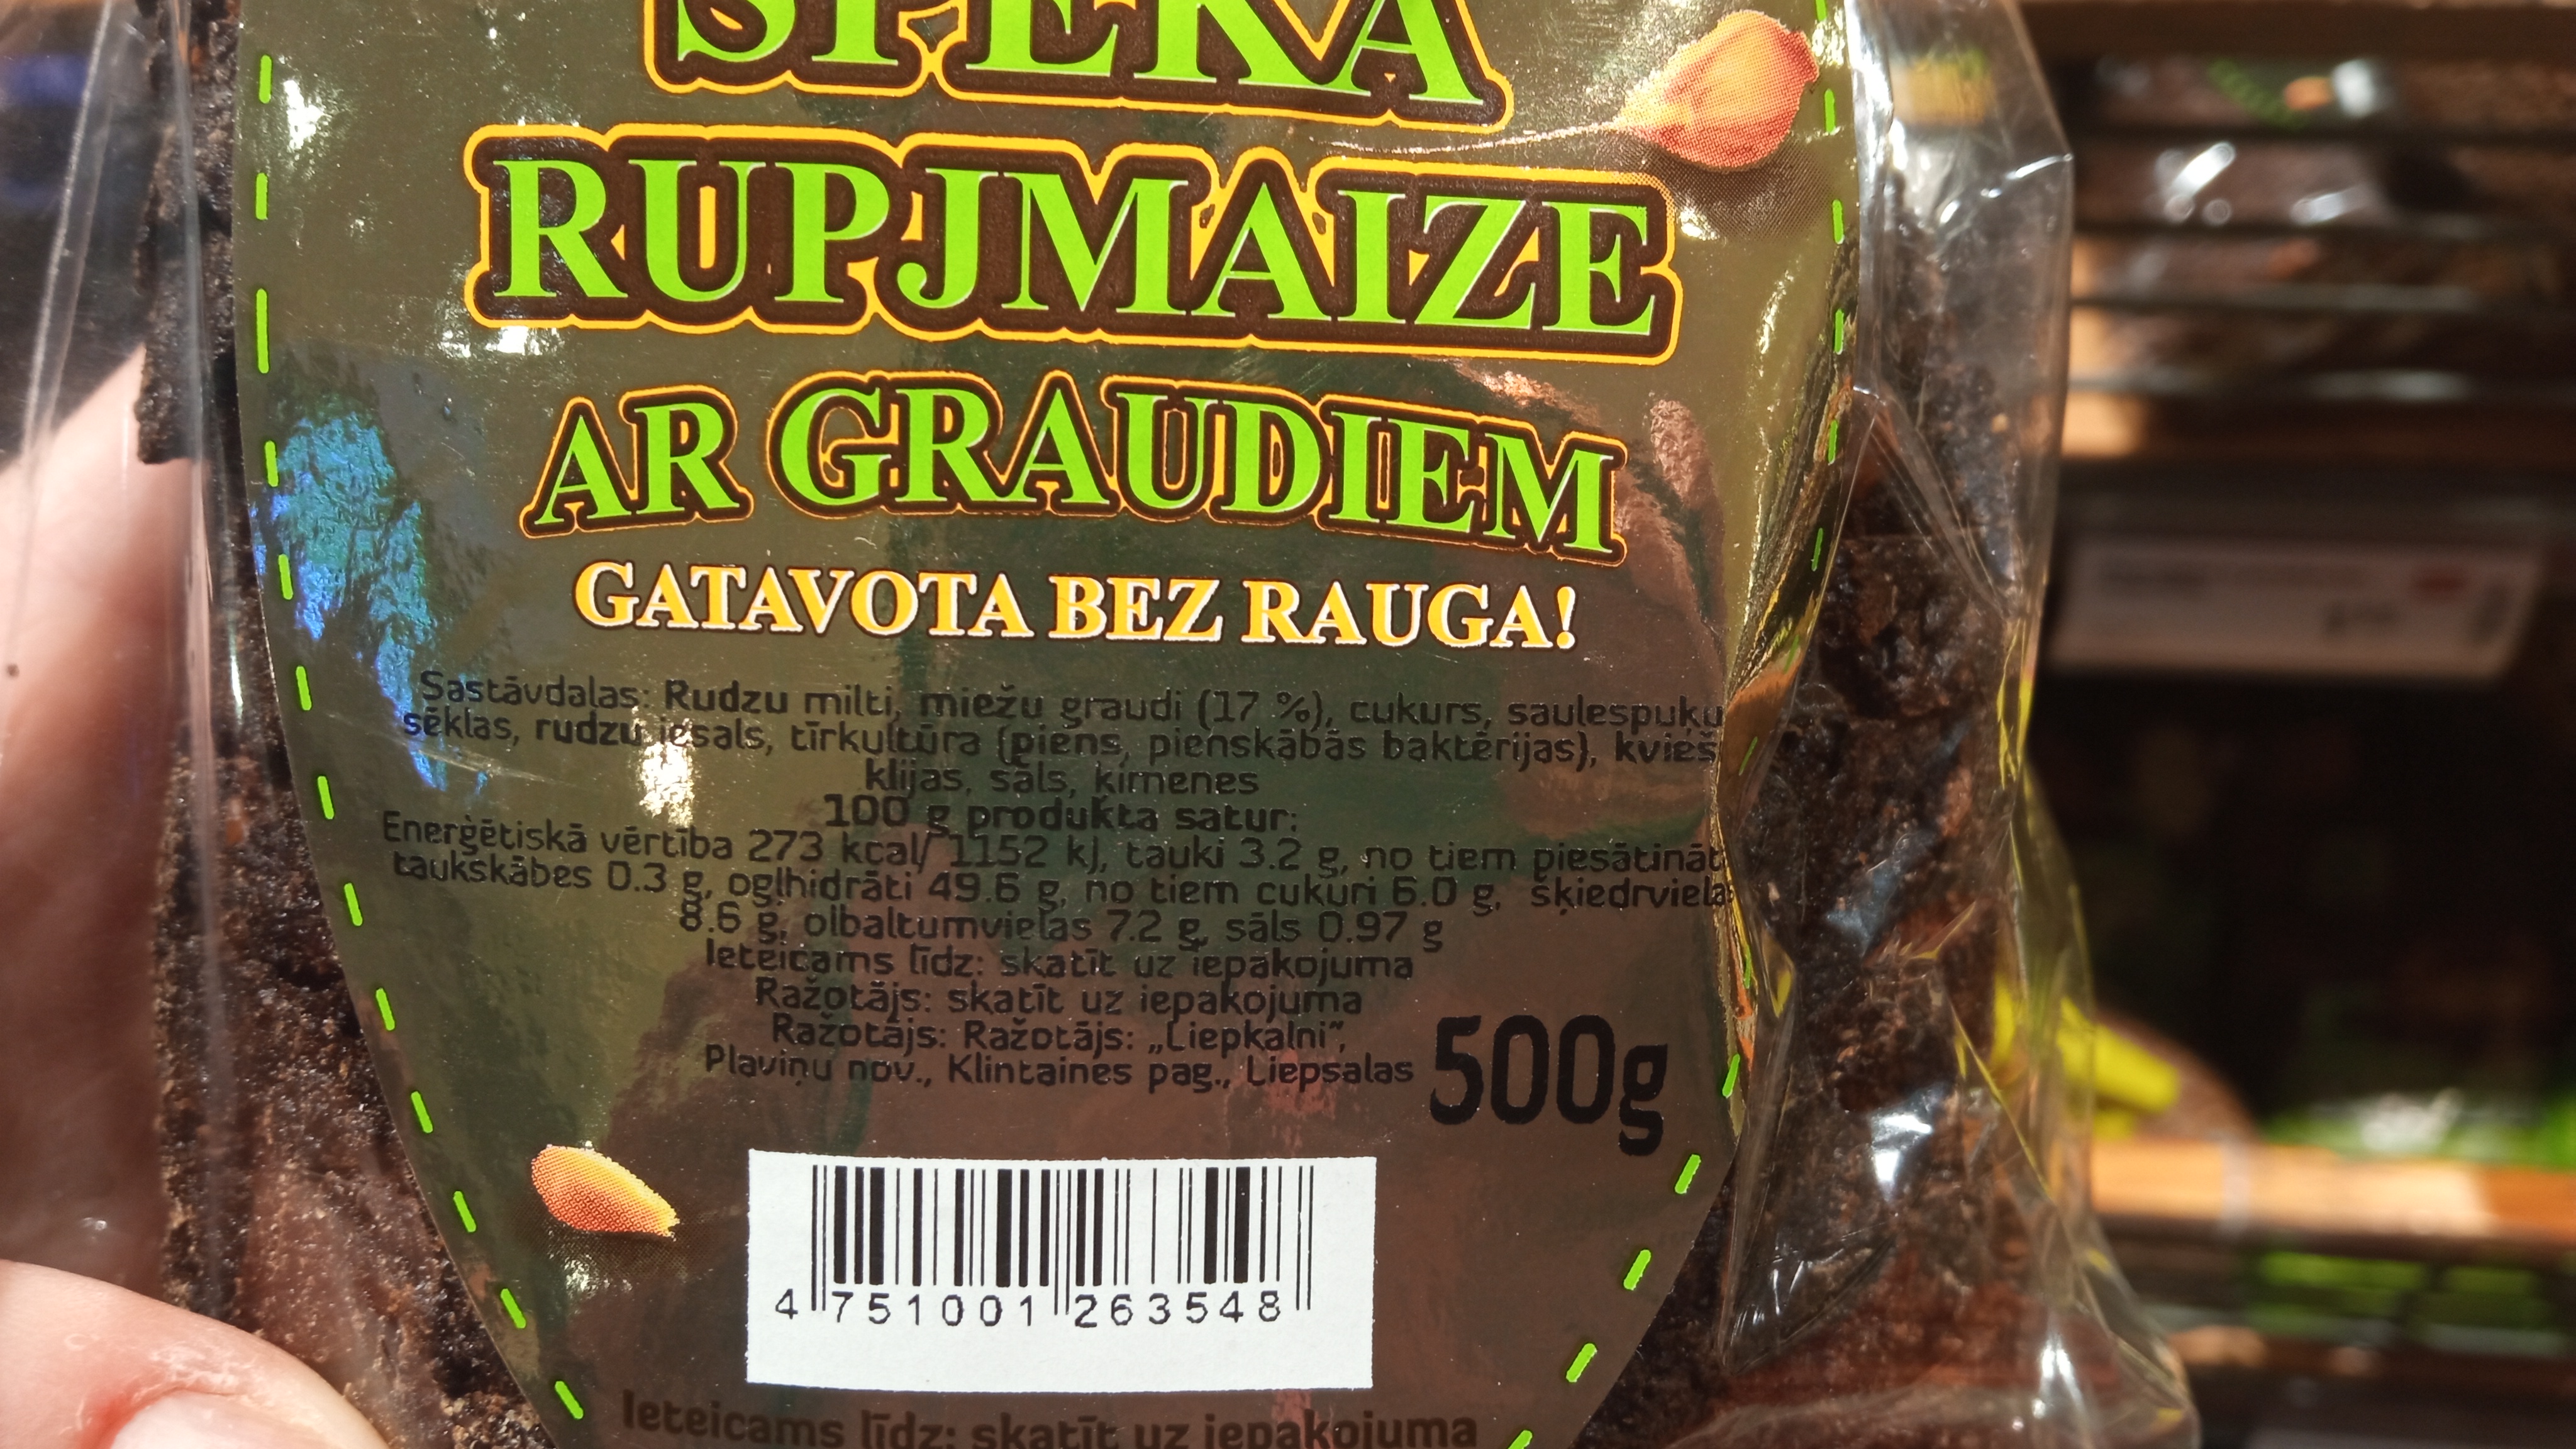 SPĒKA
RUPJMAIZE
AR GRAUDIEM
GATAVOTA BEZ RAUGA!
Sastāvdaļas: Rudzu milti, miežu graudi (17 %), cukurs, saulespuķu
sēklas, rudzu iesals, tīrkultūra (piens, pienskābās baktērijas), kvieš
klijas, sāls, ķimenes
100 g produkta satur:
Enerģētiskā vērtība 273 kcal/ 1152 kJ, tauki 3.2 g, no tiem piesātināt
taukskābes 0.3 g, ogļhidrāti 49.6 g, no tiem cukuri 6.0 g, šķiedrviela
8.6 g, olbaltumvielas 7.2 g, sāls 0.97 g
Ieteicams līdz: skatīt uz iepakojuma
Ražotājs: skatīt uz iepakojuma
Ražotājs: Ražotājs: „Liepkalni",
Pļaviņu nov., Klintaines pag., Liepsalas
500g
4 751001 263548
Ieteicams līdz: skatīt uz iepakojuma